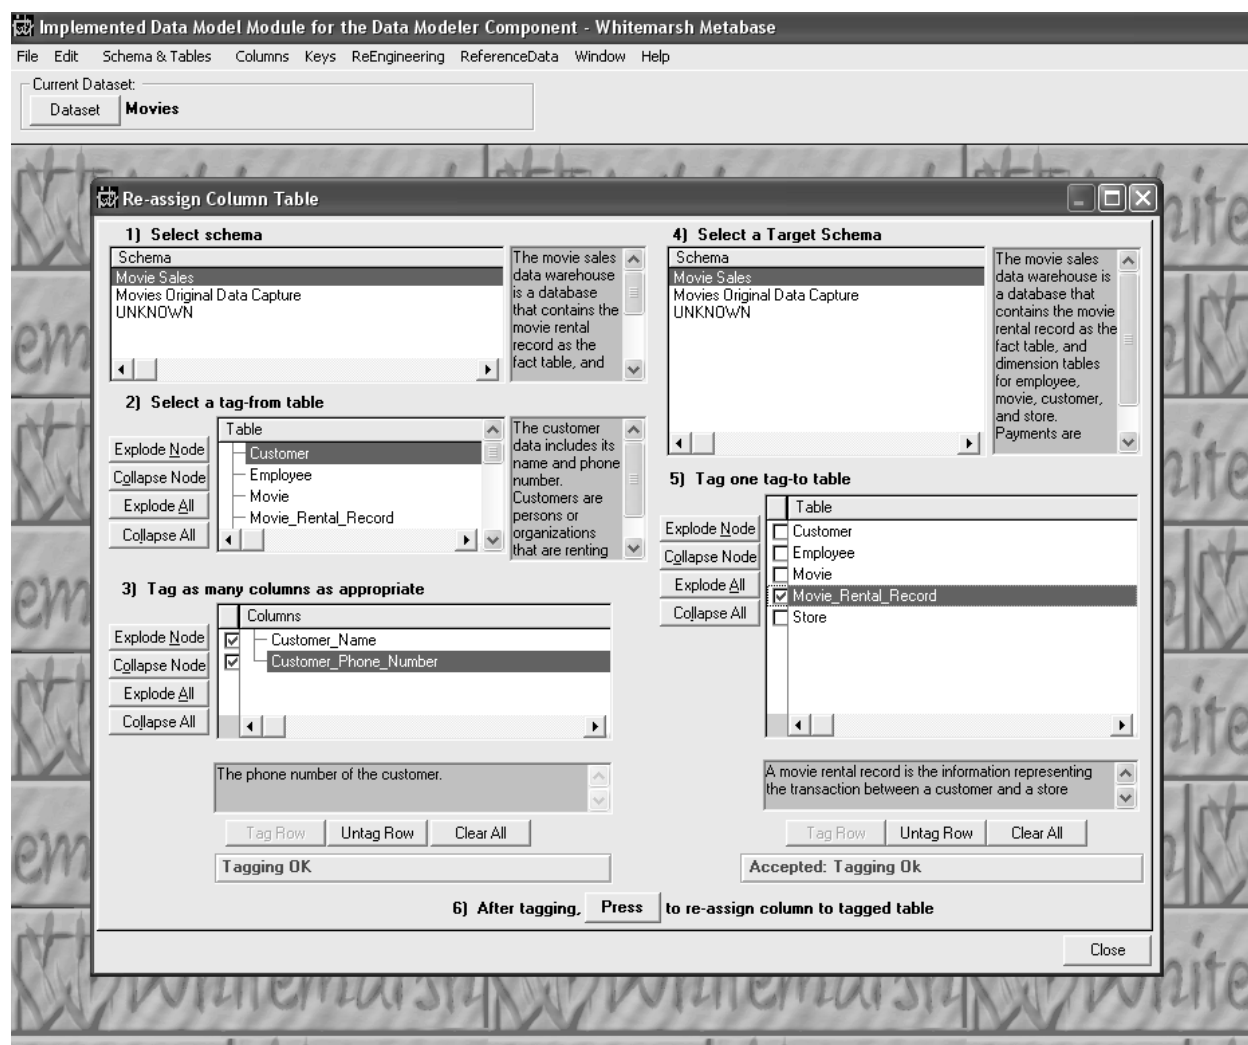 Implemented Data Model Module for the Data Modeler Component - Whitemarsh Metabase
File Edit Schema & Tables Columns Keys ReEngineering ReferenceData Window Help
Current Dataset:
Dataset Movies
Re-assign Column Table
1) Select schema
Schema
Movie Sales
Movies Original Data Capture
UNKNOWN
The movie sales
data warehouse
is a database
that contains the
movie rental
record as the
fact table, and
2) Select a tag-from table
Explode Node
Collapse Node
Explode All
Collapse All
Table
Customer
Employee
Movie
Movie_Rental_Record
The customer
data includes its
name and phone
number.
Customers are
persons or
organizations
that are renting
3) Tag as many columns as appropriate
Explode Node
Collapse Node
Explode All
Collapse All
Columns
Customer_Name
Customer_Phone_Number
The phone number of the customer.
Tag Row Untag Row Clear All
Tagging OK
4) Select a Target Schema
Schema
Movie Sales
Movies Original Data Capture
UNKNOWN
The movie sales
data warehouse is
a database that
contains the movie
rental record as the
fact table, and
dimension tables
for employee,
movie, customer,
and store.
Payments are
5) Tag one tag-to table
Explode Node
Collapse Node
Explode All
Collapse All
Table
Customer
Employee
Movie
Movie_Rental_Record
Store
A movie rental record is the information representing
the transaction between a customer and a store
Tag Row Untag Row Clear All
Accepted: Tagging Ok
6) After tagging, Press to re-assign column to tagged table
Close
Whitemarsh Whitemarsh